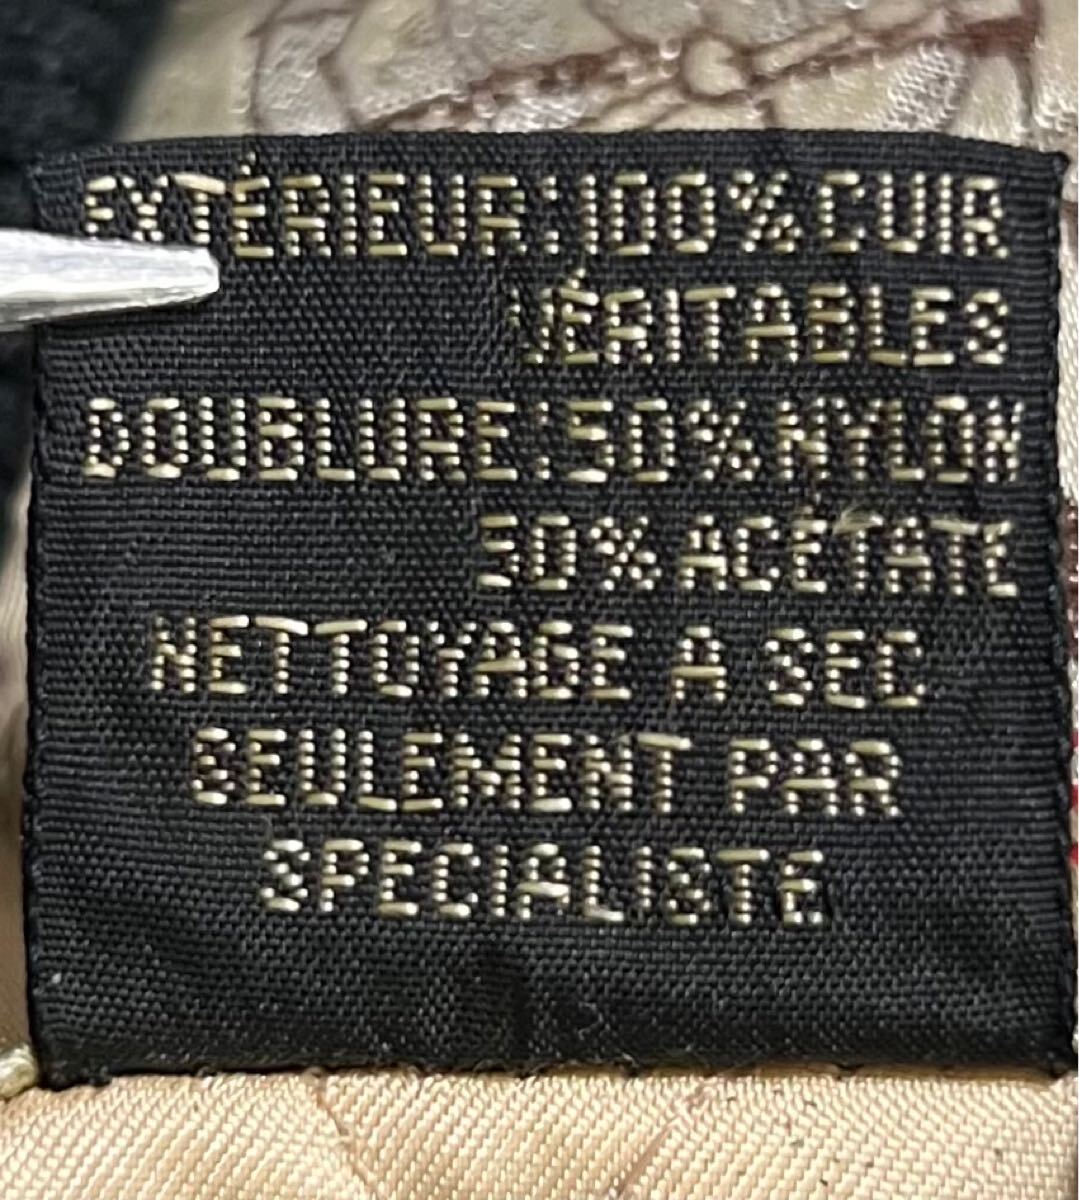 EXTÉRIEUR:100% CUIR
VÉRITABLES
DOUBLURE:50% NYLON
50% ACÉTATE
NETTOYAGE A SEC
SEULEMENT PAR
SPECIALISTE